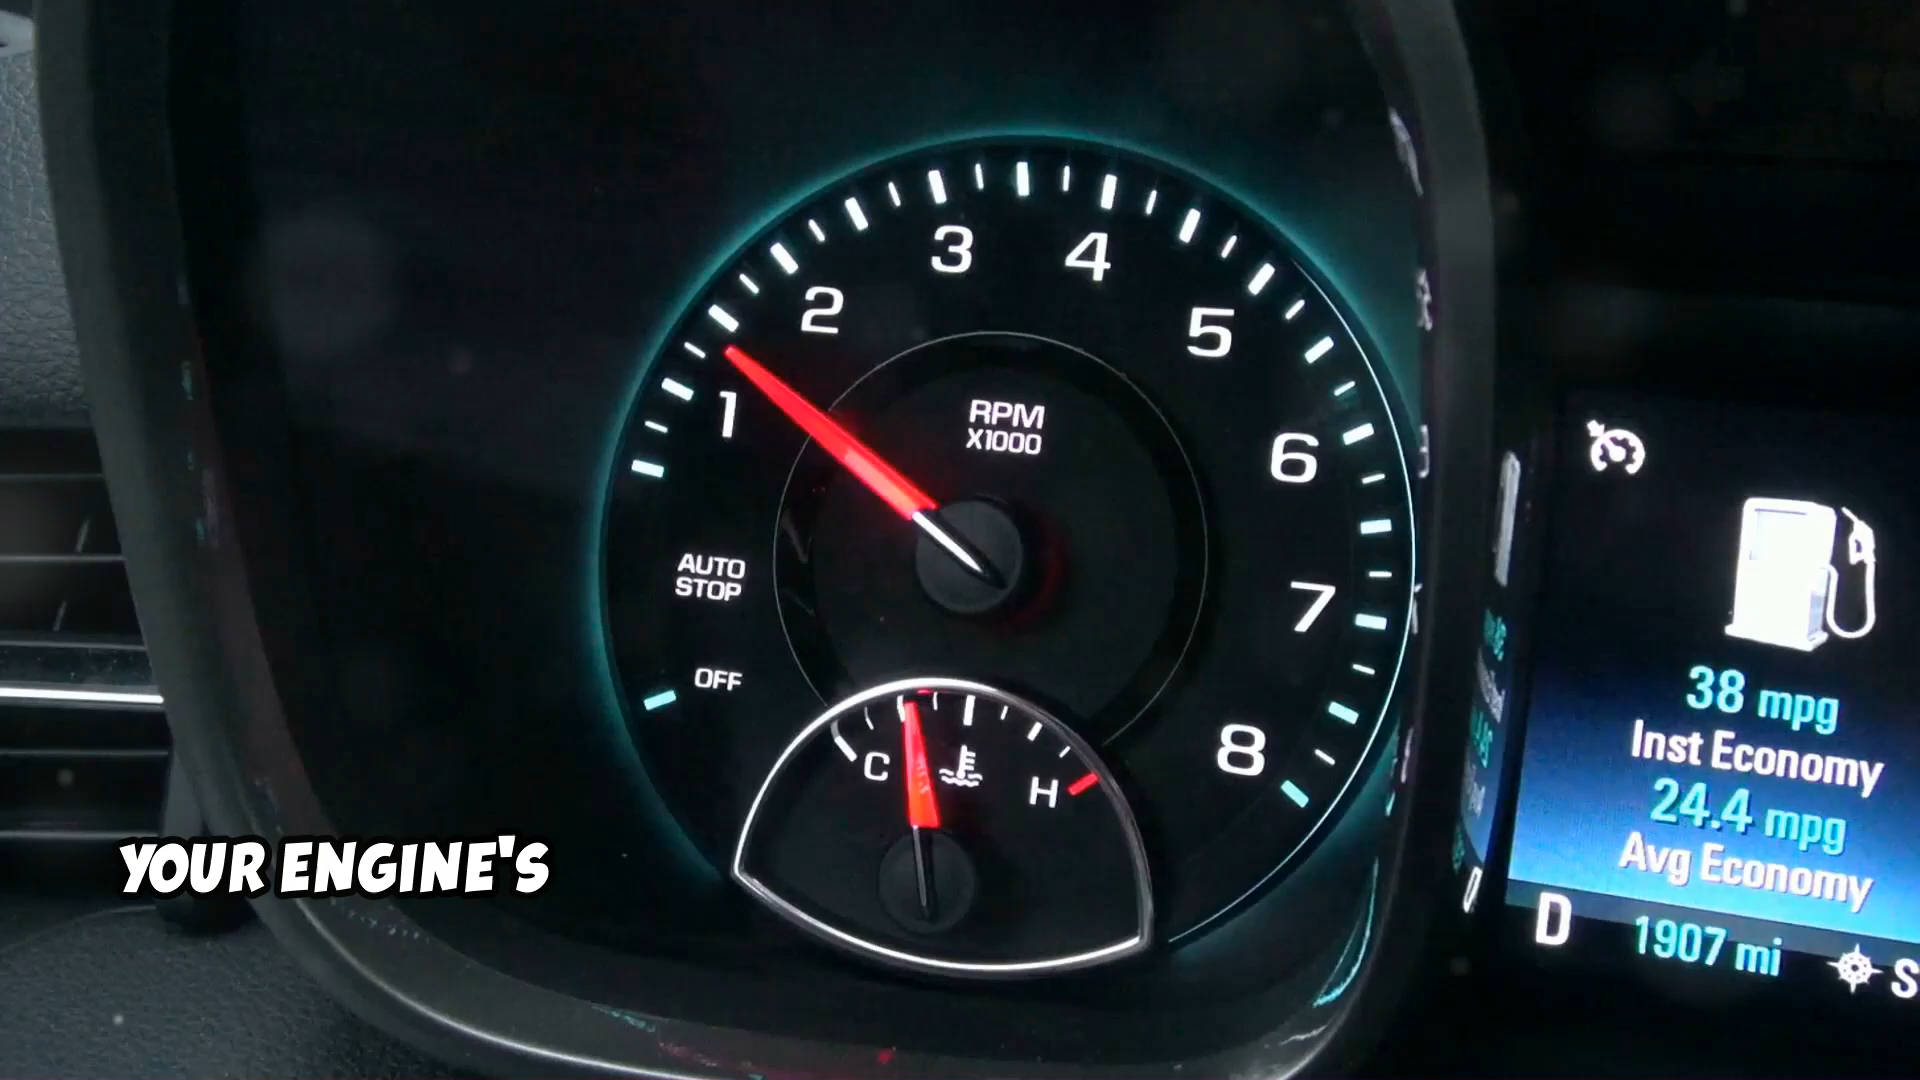 3
4
2
5
1
RPM
X1000
6
AUTO
STOP
7
OFF
8
C
H
38 mpg
Inst Economy
24.4 mpg
Avg Economy
D
1907 mi
S
YOUR ENGINE'S